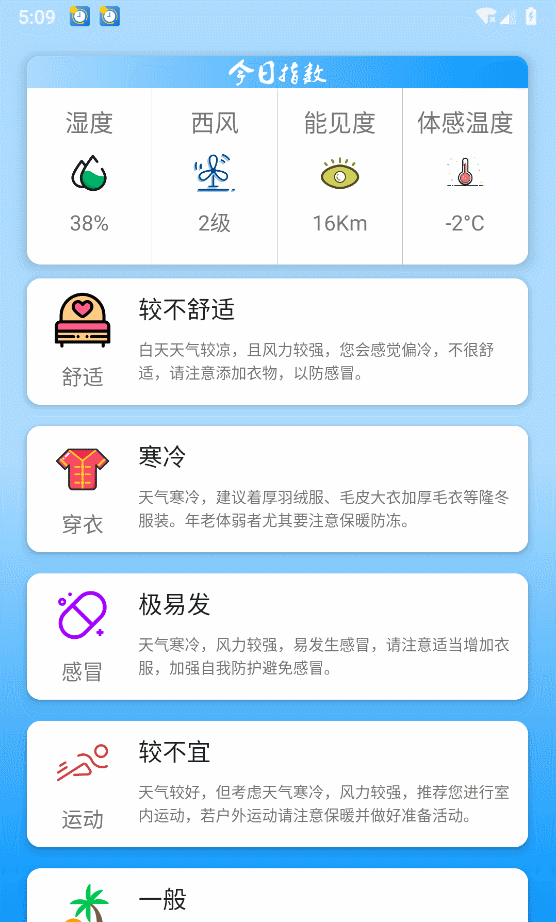 5:09
今日指数
湿度 西风 能见度 体感温度
38% 2级 16Km -2°C
较不舒适
白天天气较凉，且风力较强，您会感觉偏冷，不很舒
适，请注意添加衣物，以防感冒。
舒适
寒冷
天气寒冷，建议着厚羽绒服、毛皮大衣加厚毛衣等隆冬
服装。年老体弱者尤其要注意保暖防冻。
穿衣
极易发
天气寒冷，风力较强，易发生感冒，请注意适当增加衣
服，加强自我防护避免感冒。
感冒
较不宜
天气较好，但考虑天气寒冷，风力较强，推荐您进行室
内运动，若户外运动请注意保暖并做好准备活动。
运动
一般